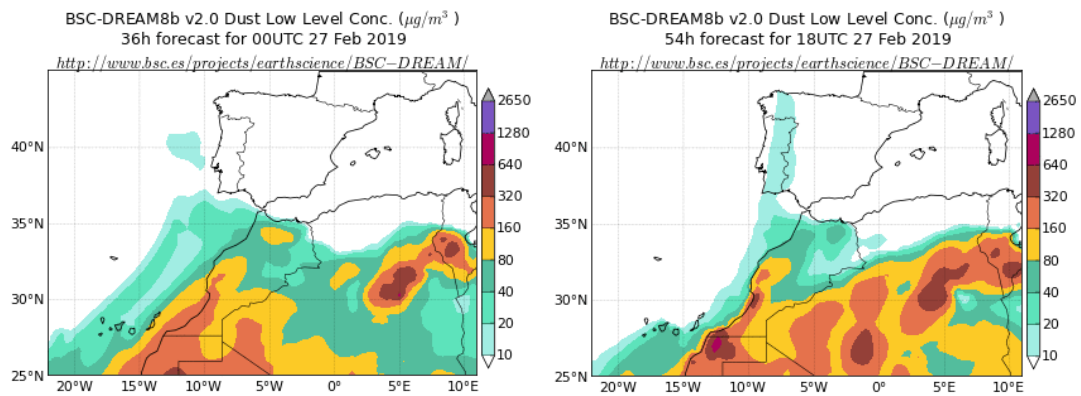 BSC-DREAM8b v2.0 Dust Low Level Conc. (μg/m³ )
36h forecast for 00UTC 27 Feb 2019
http://www.bsc.es/projects/earthscience/BSC−DREAM/
40°N
35°N
30°N
25°N
20°W
15°W
10°W
5°W
0°
5°E
10°E
2650
1280
640
320
160
80
40
20
10
BSC-DREAM8b v2.0 Dust Low Level Conc. (μg/m³ )
54h forecast for 18UTC 27 Feb 2019
http://www.bsc.es/projects/earthscience/BSC−DREAM/
40°N
35°N
30°N
25°N
20°W
15°W
10°W
5°W
0°
5°E
10°E
2650
1280
640
320
160
80
40
20
10